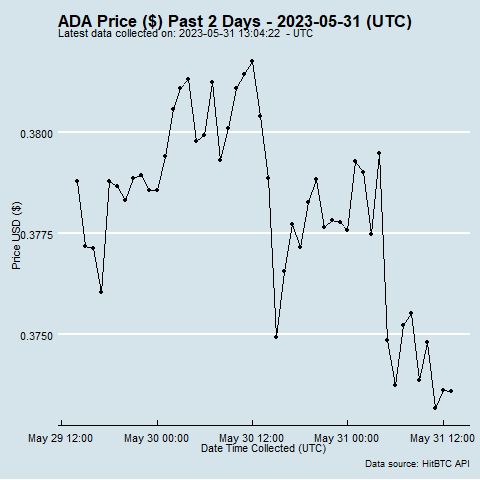 ADA Price ($) Past 2 Days - 2023-05-31 (UTC)
Latest data collected on: 2023-05-31 13:04:22  - UTC
Price USD ($)
0.3800
0.3775
0.3750
May 29 12:00
May 30 00:00
May 30 12:00
May 31 00:00
May 31 12:00
Date Time Collected (UTC)
Data source: HitBTC API